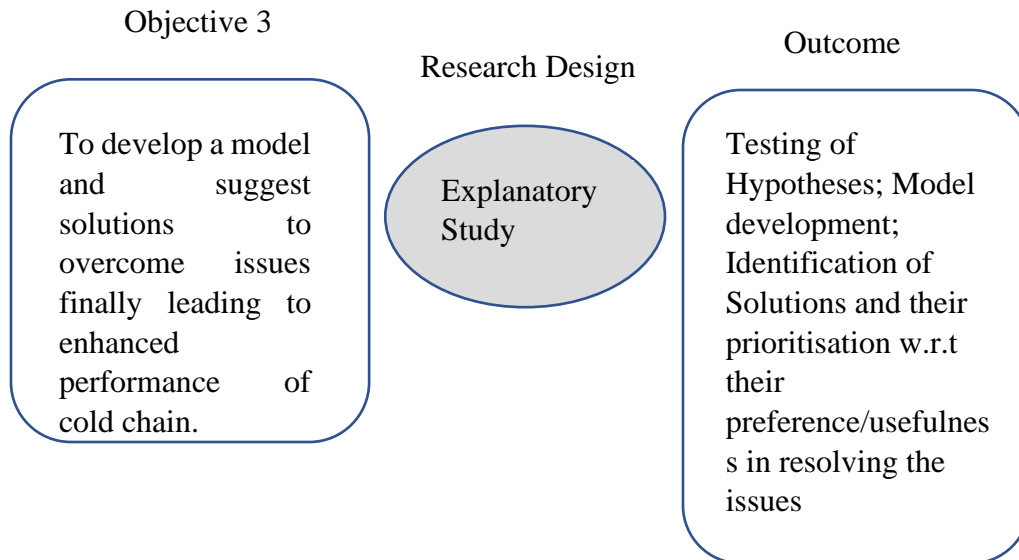 Objective 3
To develop a model
and suggest
solutions to
overcome issues
finally leading to
enhanced
performance of
cold chain.
Research Design
Explanatory
Study
Outcome
Testing of
Hypotheses; Model
development;
Identification of
Solutions and their
prioritisation w.r.t
their
preference/usefulnes
s in resolving the
issues